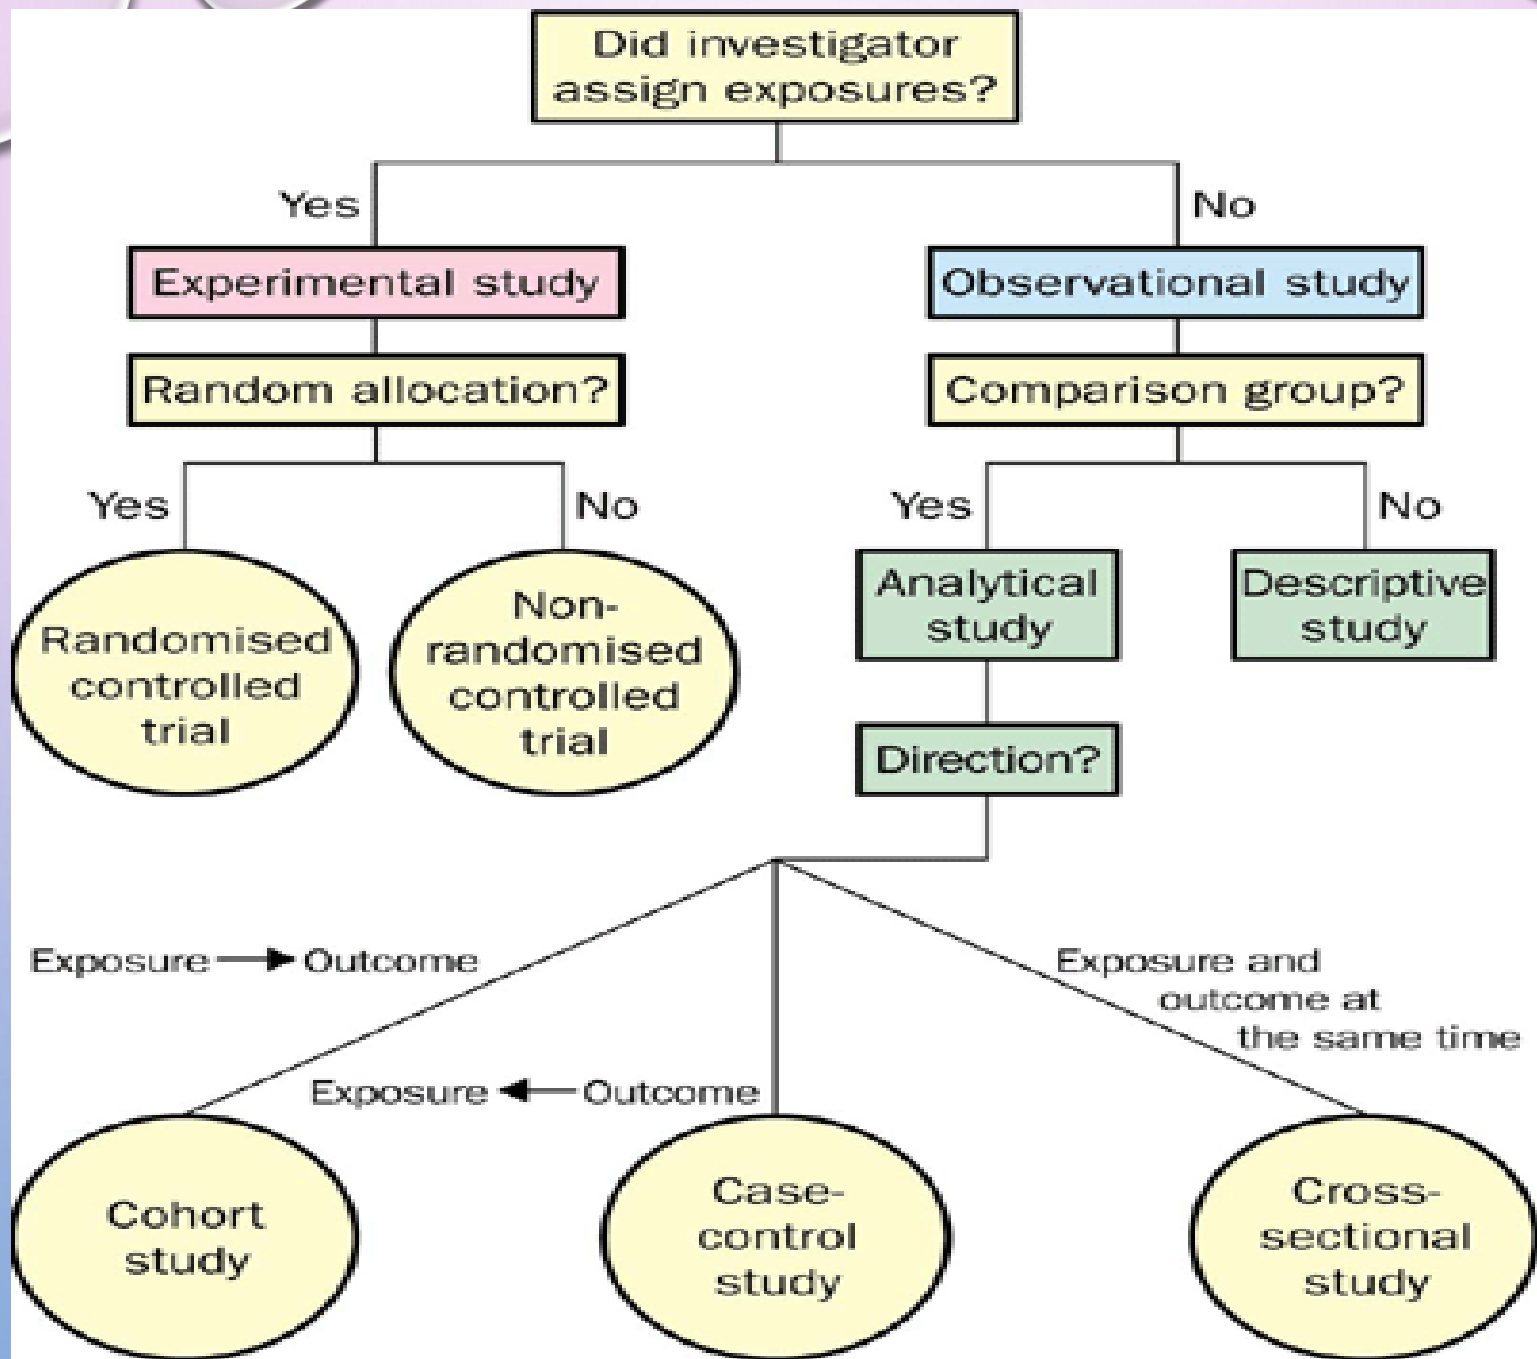 Did investigator
assign exposures?
Yes
No
Experimental study
Observational study
Random allocation?
Comparison group?
Yes
No
Yes
No
Randomised
controlled
trial
Non-
randomised
controlled
trial
Analytical
study
Descriptive
study
Direction?
Exposure → Outcome
Exposure and
outcome at
the same time
Exposure ← Outcome
Cohort
study
Case-
control
study
Cross-
sectional
study